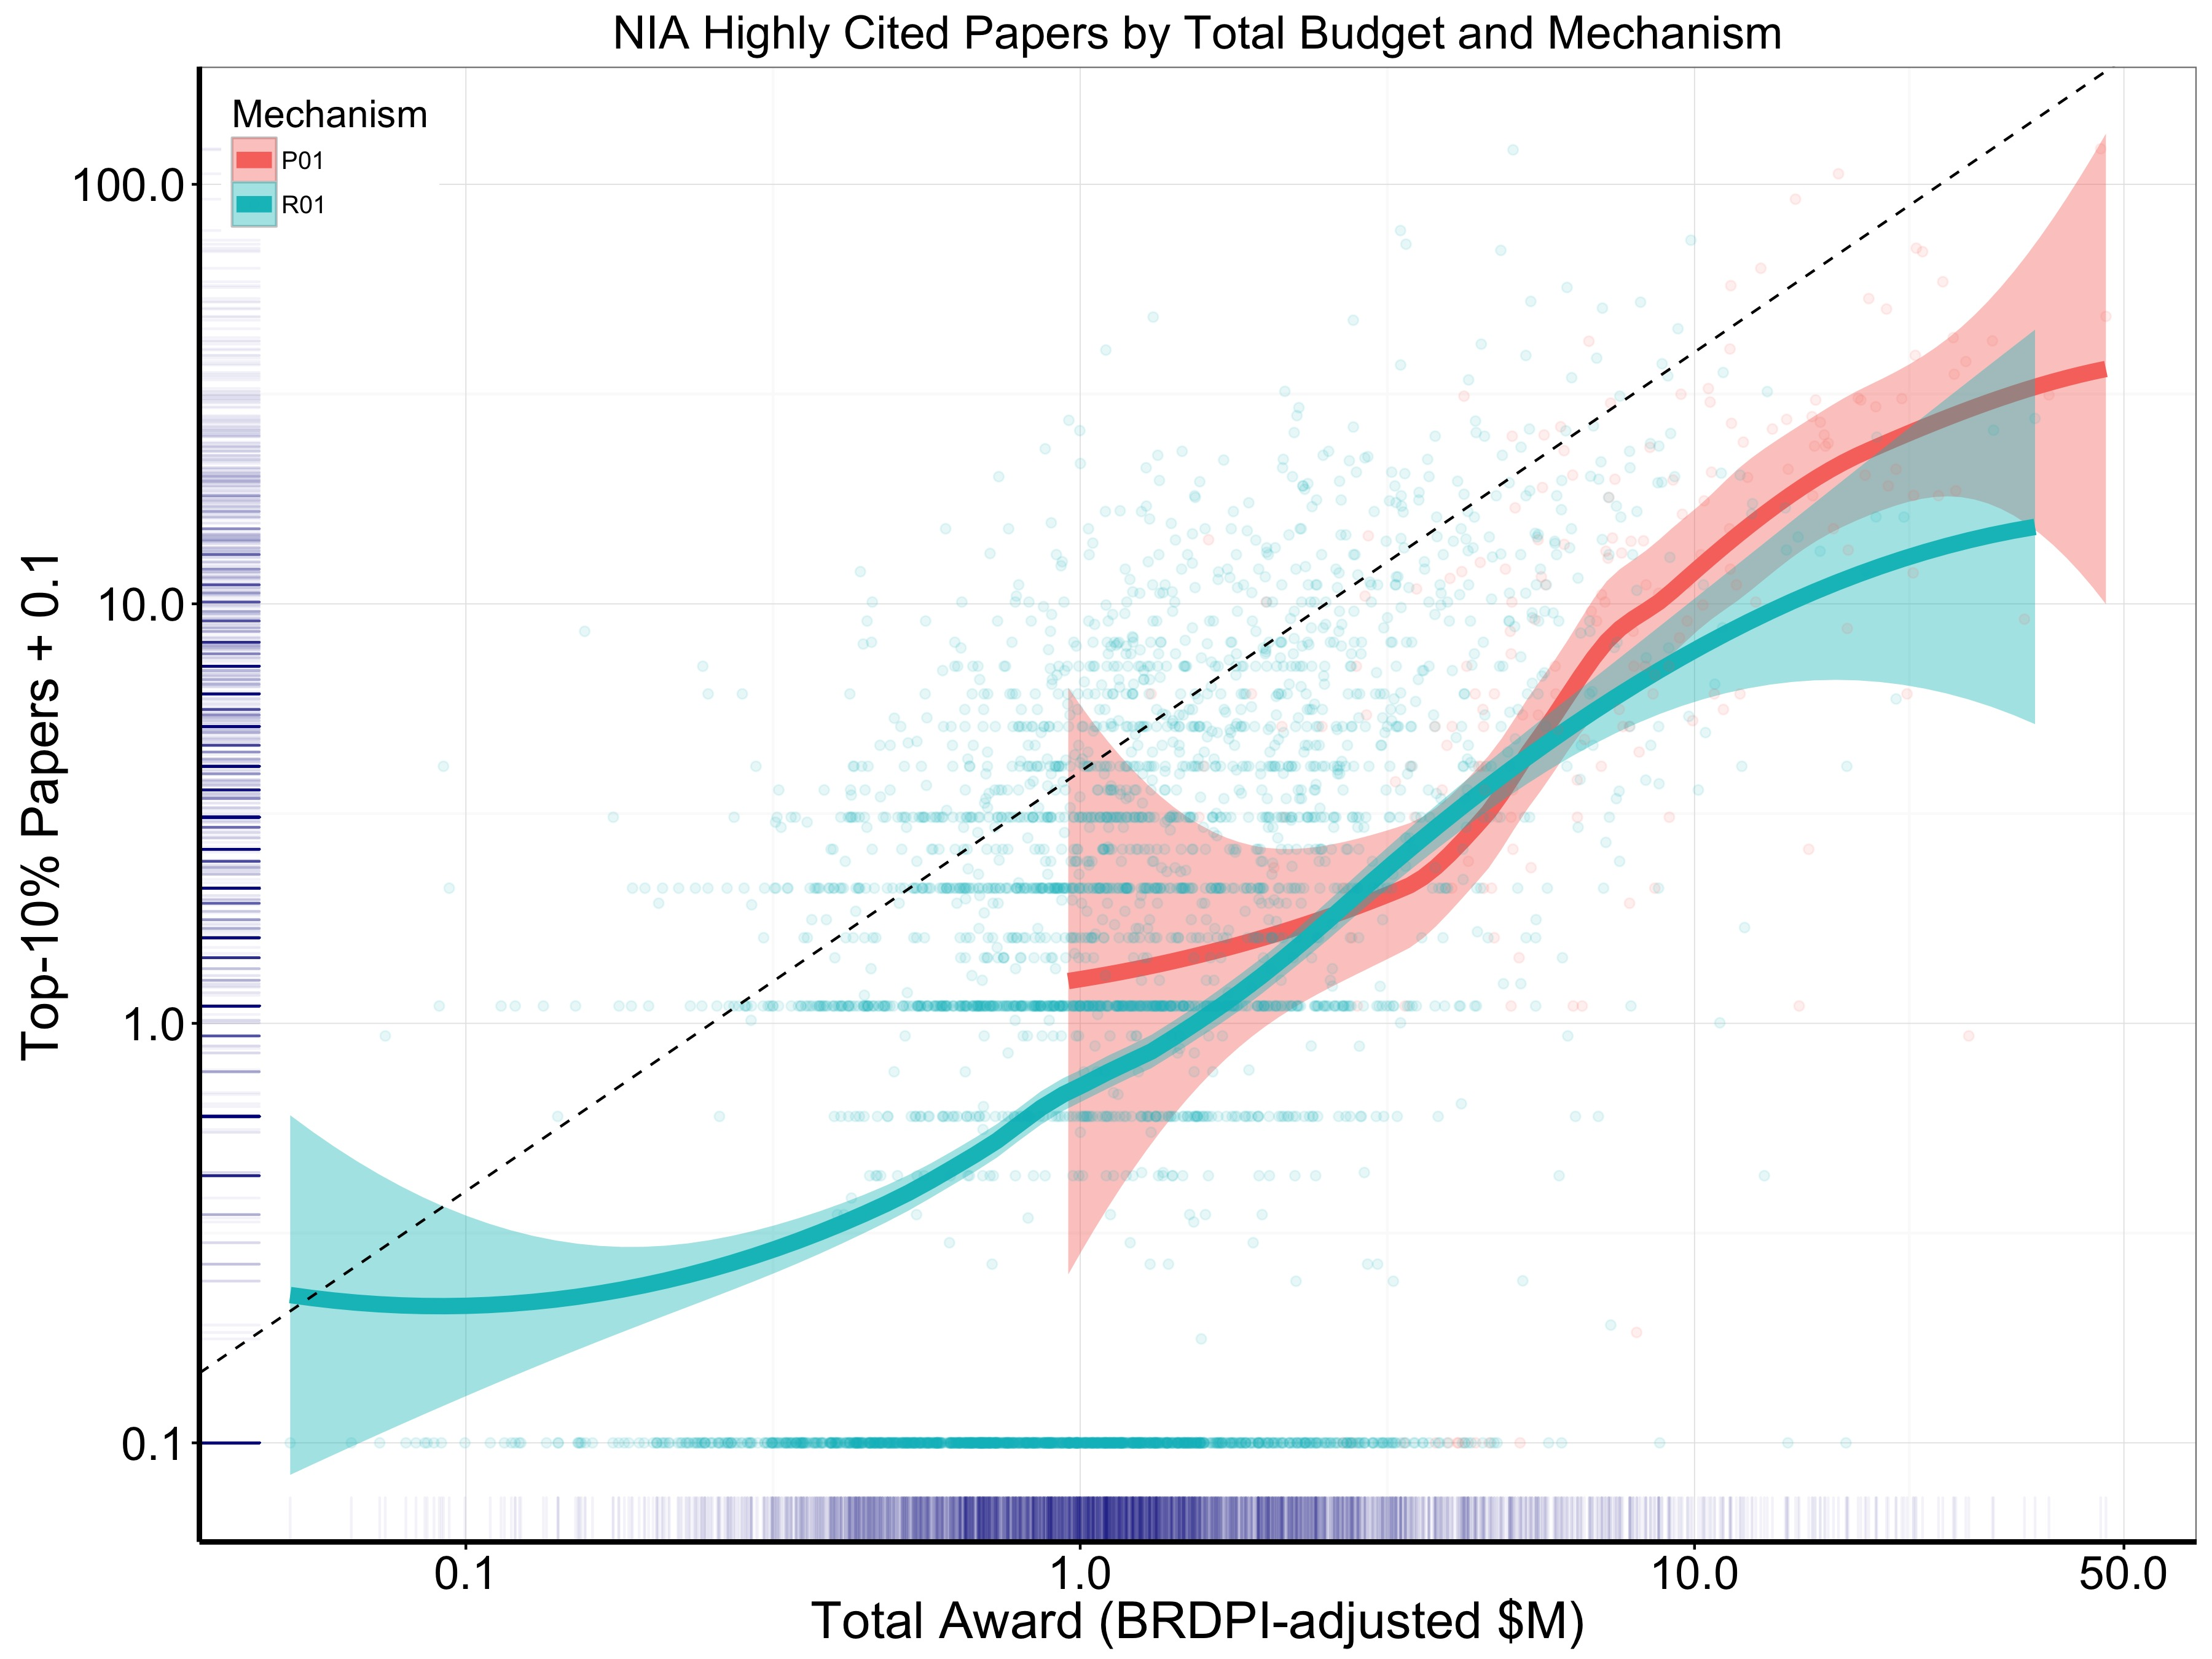 NIA Highly Cited Papers by Total Budget and Mechanism
Mechanism
P01
R01
Top-10% Papers + 0.1
100.0
10.0
1.0
0.1
0.1
1.0
10.0
50.0
Total Award (BRDPI-adjusted $M)